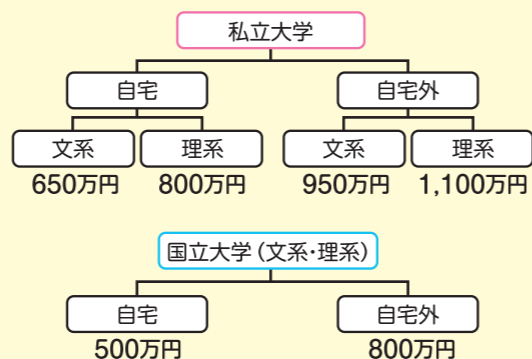 私立大学
自宅 自宅外
文系 理系 文系 理系
650万円 800万円 950万円 1,100万円
国立大学(文系・理系)
自宅 自宅外
500万円 800万円